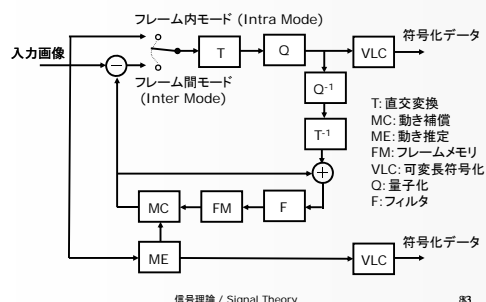 フレーム内モード (Intra Mode)
符号化データ
入力画像
T
Q
VLC
フレーム間モード
(Inter Mode)
Q-1
T-1
T: 直交変換
MC: 動き補償
ME: 動き推定
FM: フレームメモリ
VLC: 可変長符号化
Q: 量子化
F: フィルタ
MC
FM
F
符号化データ
ME
VLC
信号理論 / Signal Theory
83